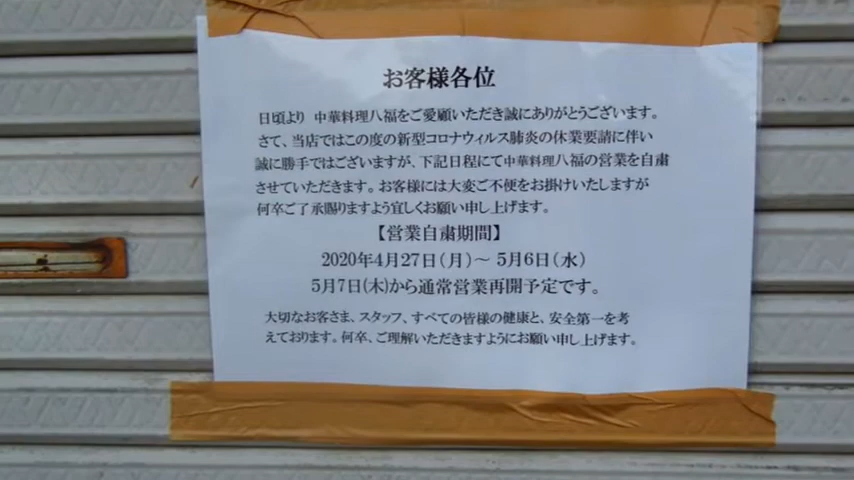 お客様各位
日頃より 中華料理八福をご愛顧いただき誠にありがとうございます。
さて、当店ではこの度の新型コロナウィルス肺炎の休業要請に伴い
誠に勝手ではございますが、下記日程にて中華料理八福の営業を自粛
させていただきます。お客様には大変ご不便をお掛けいたしますが
何卒ご了承賜りますよう宜しくお願い申し上げます。
【営業自粛期間】
2020年4月27日(月)～ 5月6日(水)
5月7日(木)から通常営業再開予定です。
大切なお客さま、スタッフ、すべての皆様の健康と、安全第一を考
えております。何卒、ご理解いただきますようにお願い申し上げます。